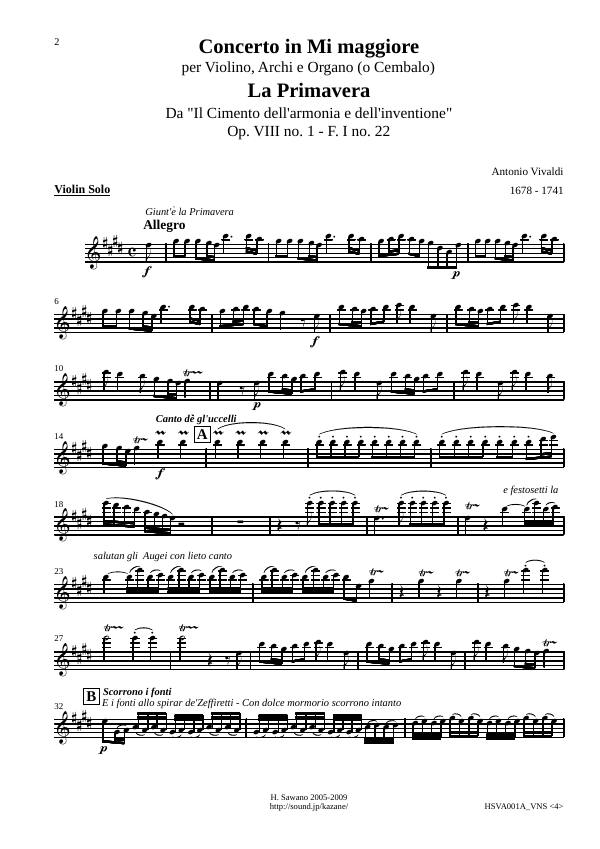 2
Concerto in Mi maggiore
per Violino, Archi e Organo (o Cembalo)
La Primavera
Da "Il Cimento dell'armonia e dell'inventione"
Op. VIII no. 1 - F. I no. 22
Antonio Vivaldi
Violin Solo
1678 - 1741
Giunt'è la Primavera
Allegro
f
p
6
f
10
p
Canto dè gl'uccelli
A
14
f
e festosetti la
18
salutan gli Augei con lieto canto
23
27
B Scorrono i fonti
E i fonti allo spirar de'Zeffiretti - Con dolce mormorio scorrono intanto
32
p
H. Sawano 2005-2009
http://sound.jp/kazane/
HSVA001A_VNS <4>